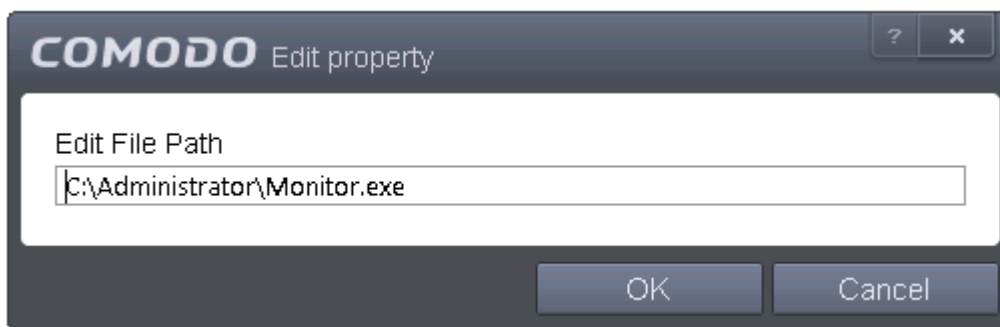 COMODO Edit property ? ×
Edit File Path
C:\Administrator\Monitor.exe
OK Cancel